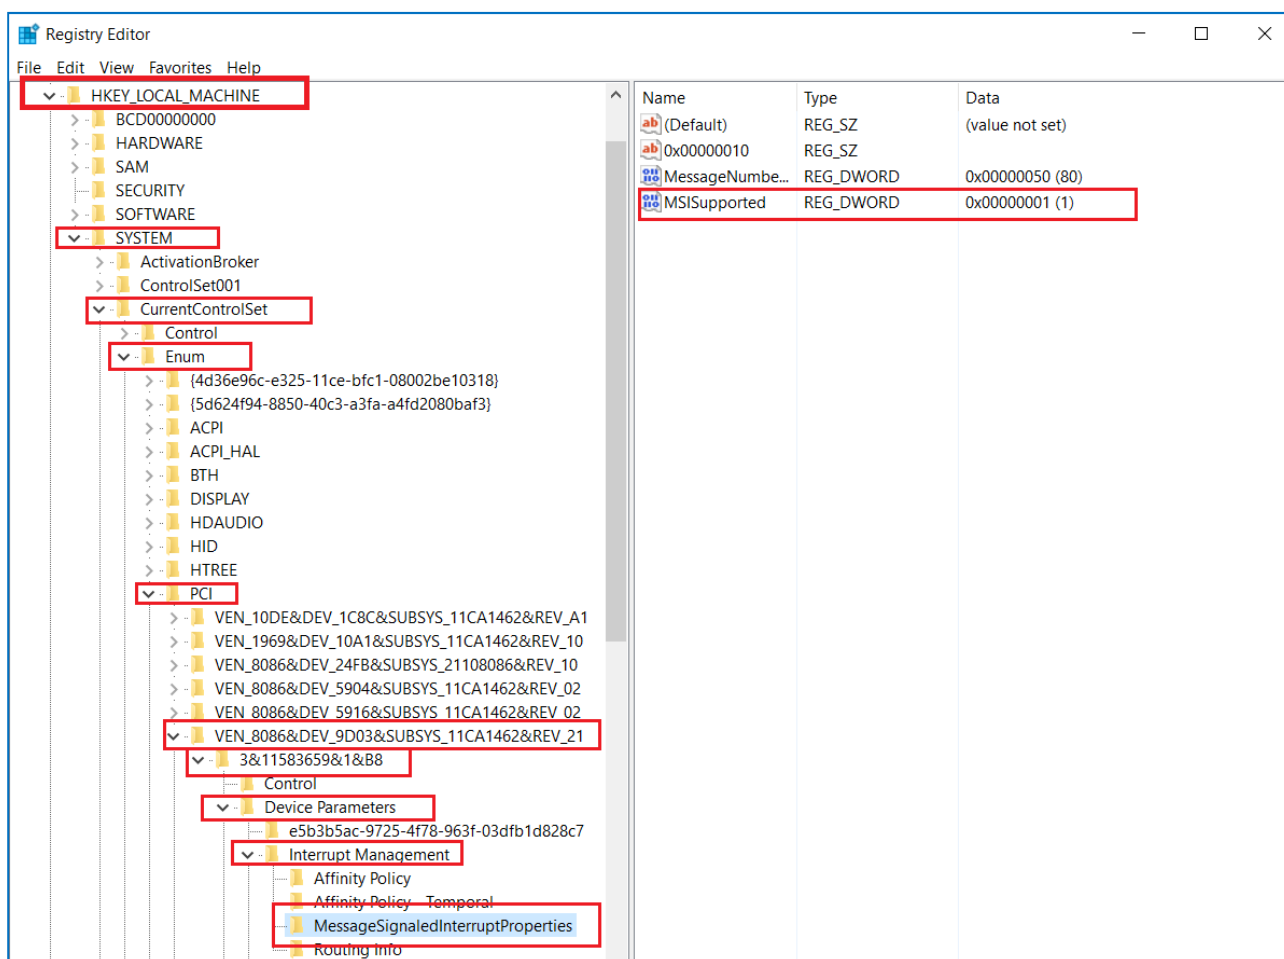 Registry Editor
File Edit View Favorites Help
HKEY_LOCAL_MACHINE
BCD00000000
HARDWARE
SAM
SECURITY
SOFTWARE
SYSTEM
ActivationBroker
ControlSet001
CurrentControlSet
Control
Enum
{4d36e96c-e325-11ce-bfc1-08002be10318}
{5d624f94-8850-40c3-a3fa-a4fd2080baf3}
ACPI
ACPI_HAL
BTH
DISPLAY
HDAUDIO
HID
HTREE
PCI
VEN_10DE&DEV_1C8C&SUBSYS_11CA1462&REV_A1
VEN_1969&DEV_10A1&SUBSYS_11CA1462&REV_10
VEN_8086&DEV_24FB&SUBSYS_21108086&REV_10
VEN_8086&DEV_5904&SUBSYS_11CA1462&REV_02
VEN_8086&DEV_5916&SUBSYS_11CA1462&REV_02
VEN_8086&DEV_9D03&SUBSYS_11CA1462&REV_21
3&11583659&1&B8
Control
Device Parameters
e5b3b5ac-9725-4f78-963f-03dfb1d828c7
Interrupt Management
Affinity Policy
Affinity Policy - Temporal
MessageSignaledInterruptProperties
Routing Info
Name Type Data
(Default) REG_SZ (value not set)
0x00000010 REG_SZ
MessageNumbe... REG_DWORD 0x00000050 (80)
MSISupported REG_DWORD 0x00000001 (1)